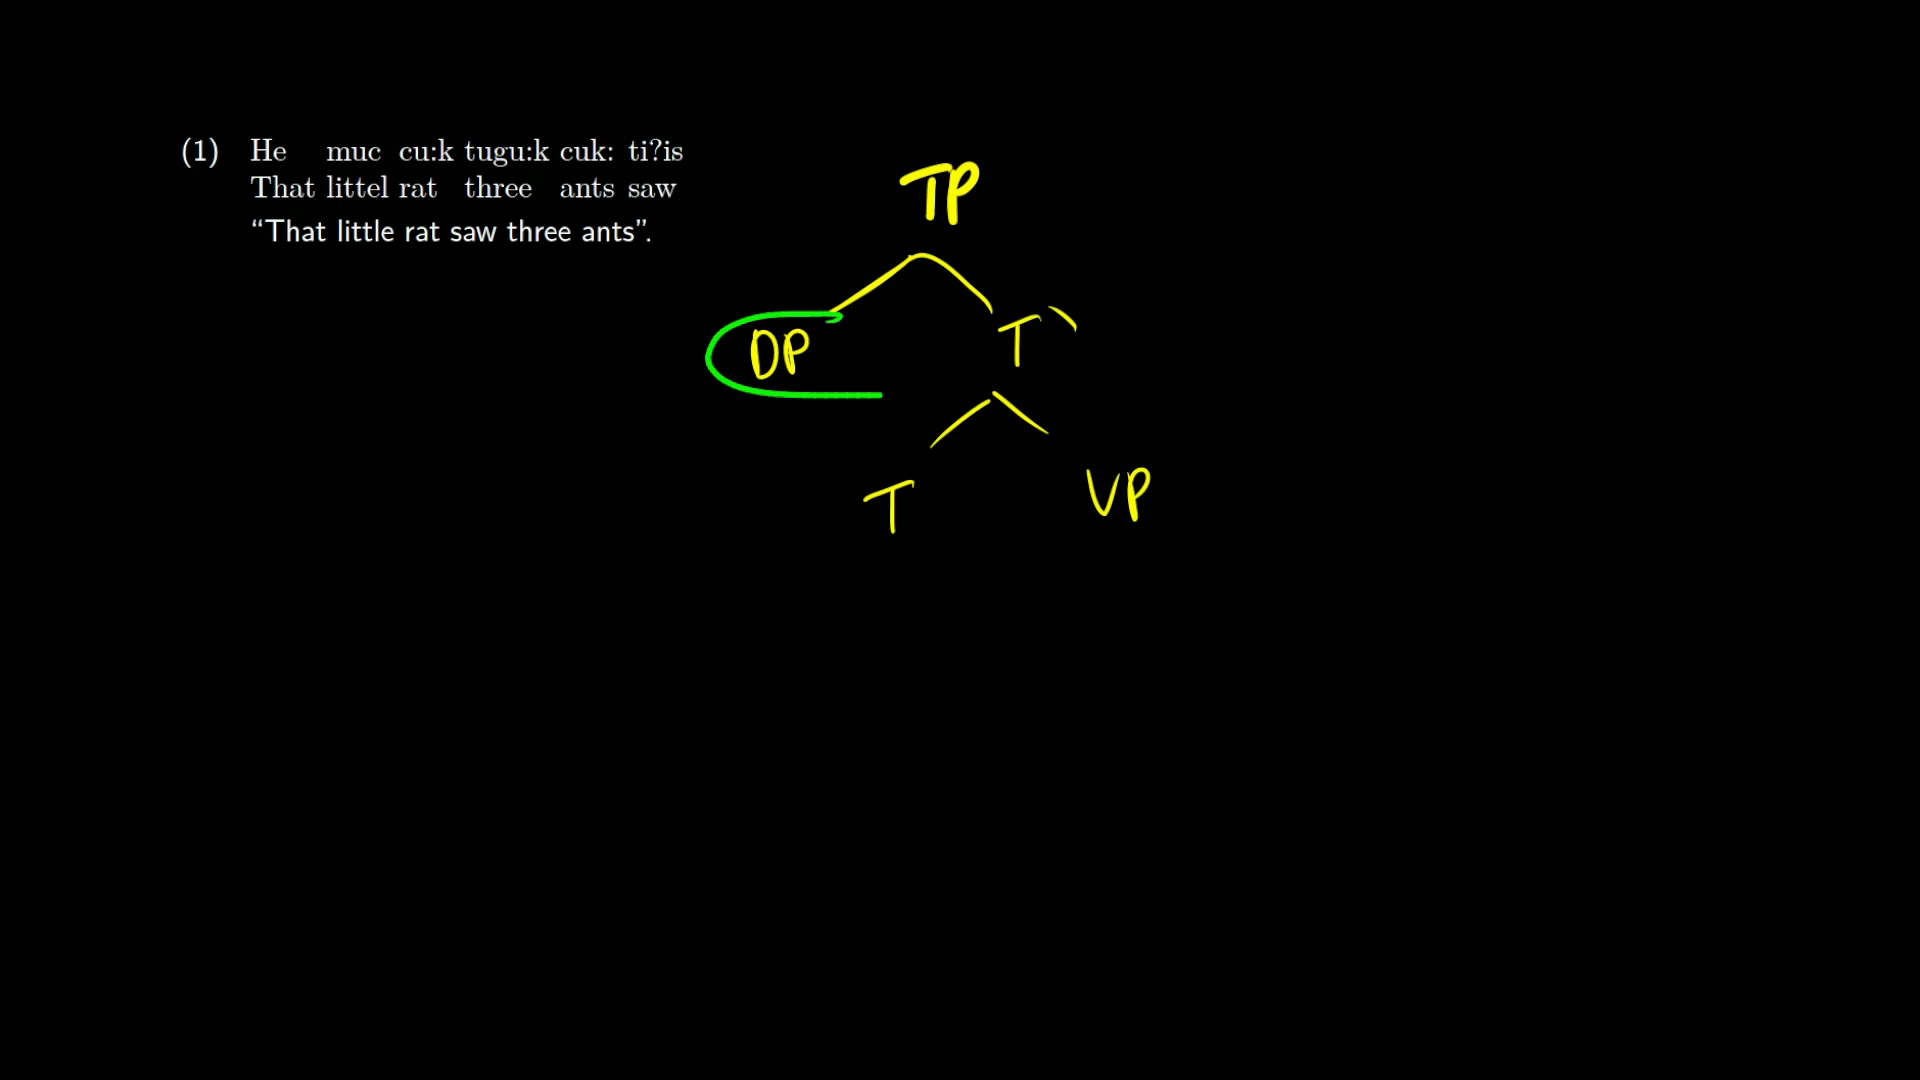 (1) He muc cu:k tugu:k cuk: ti?is
That littel rat three ants saw
“That little rat saw three ants”.
TP
DP T`
T VP